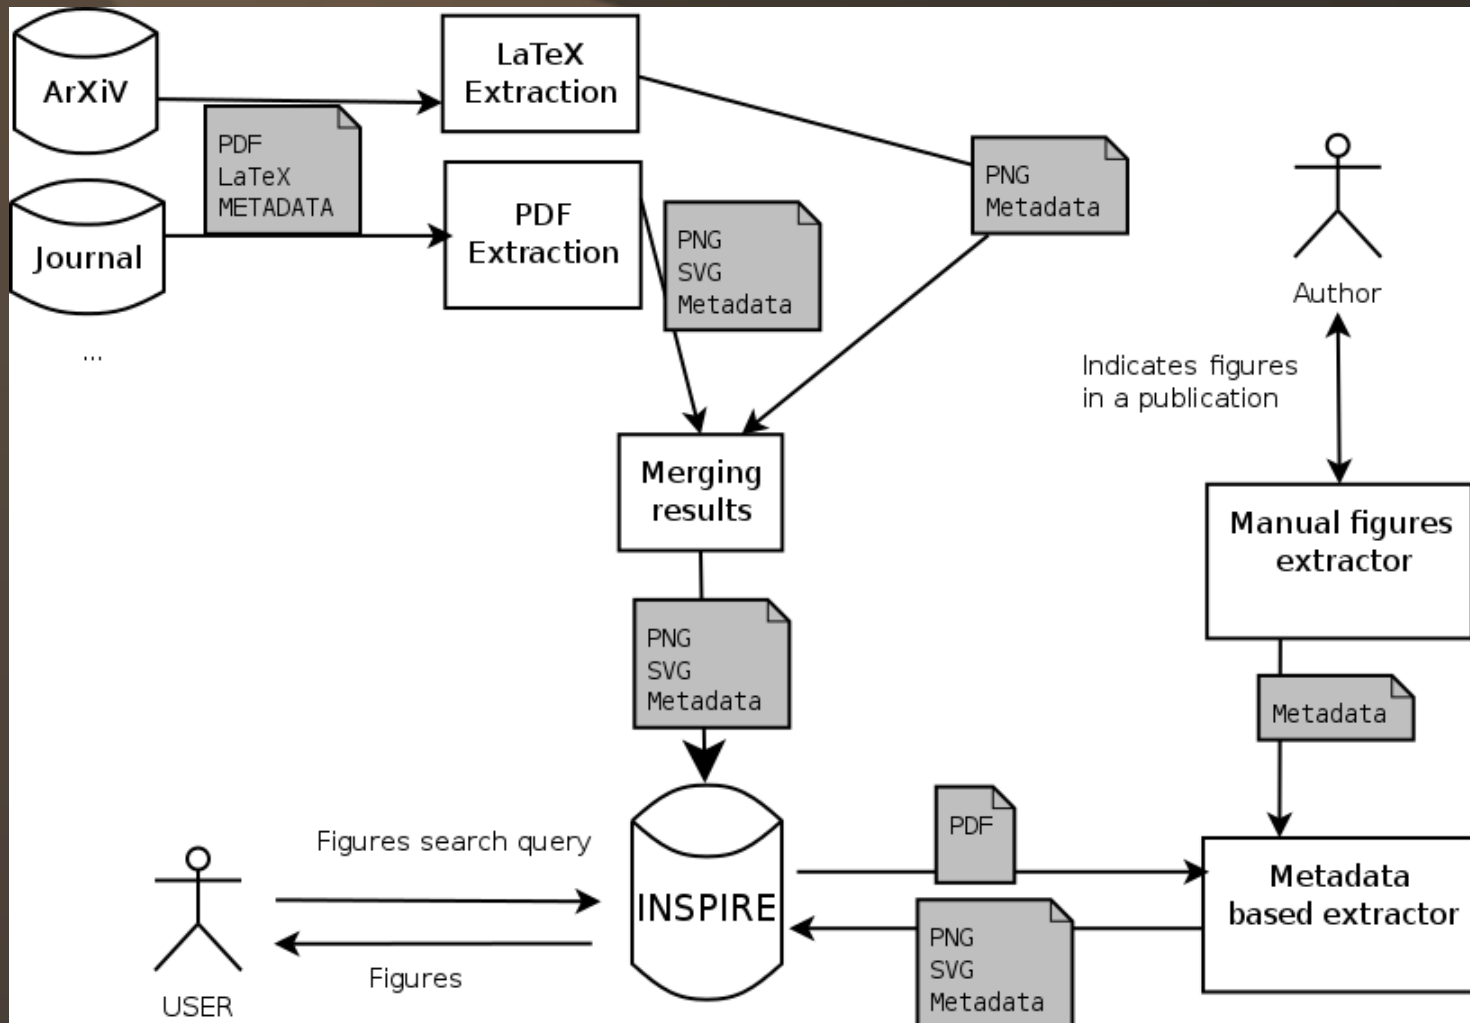 ArXiV
LaTeX
Extraction
PDF
LaTeX
METADATA
Journal
...
PDF
Extraction
PNG
SVG
Metadata
PNG
Metadata
Author
Indicates figures
in a publication
Merging
results
Manual figures
extractor
PNG
SVG
Metadata
Metadata
Figures search query
INSPIRE
PDF
Metadata
based extractor
PNG
SVG
Metadata
Figures
USER